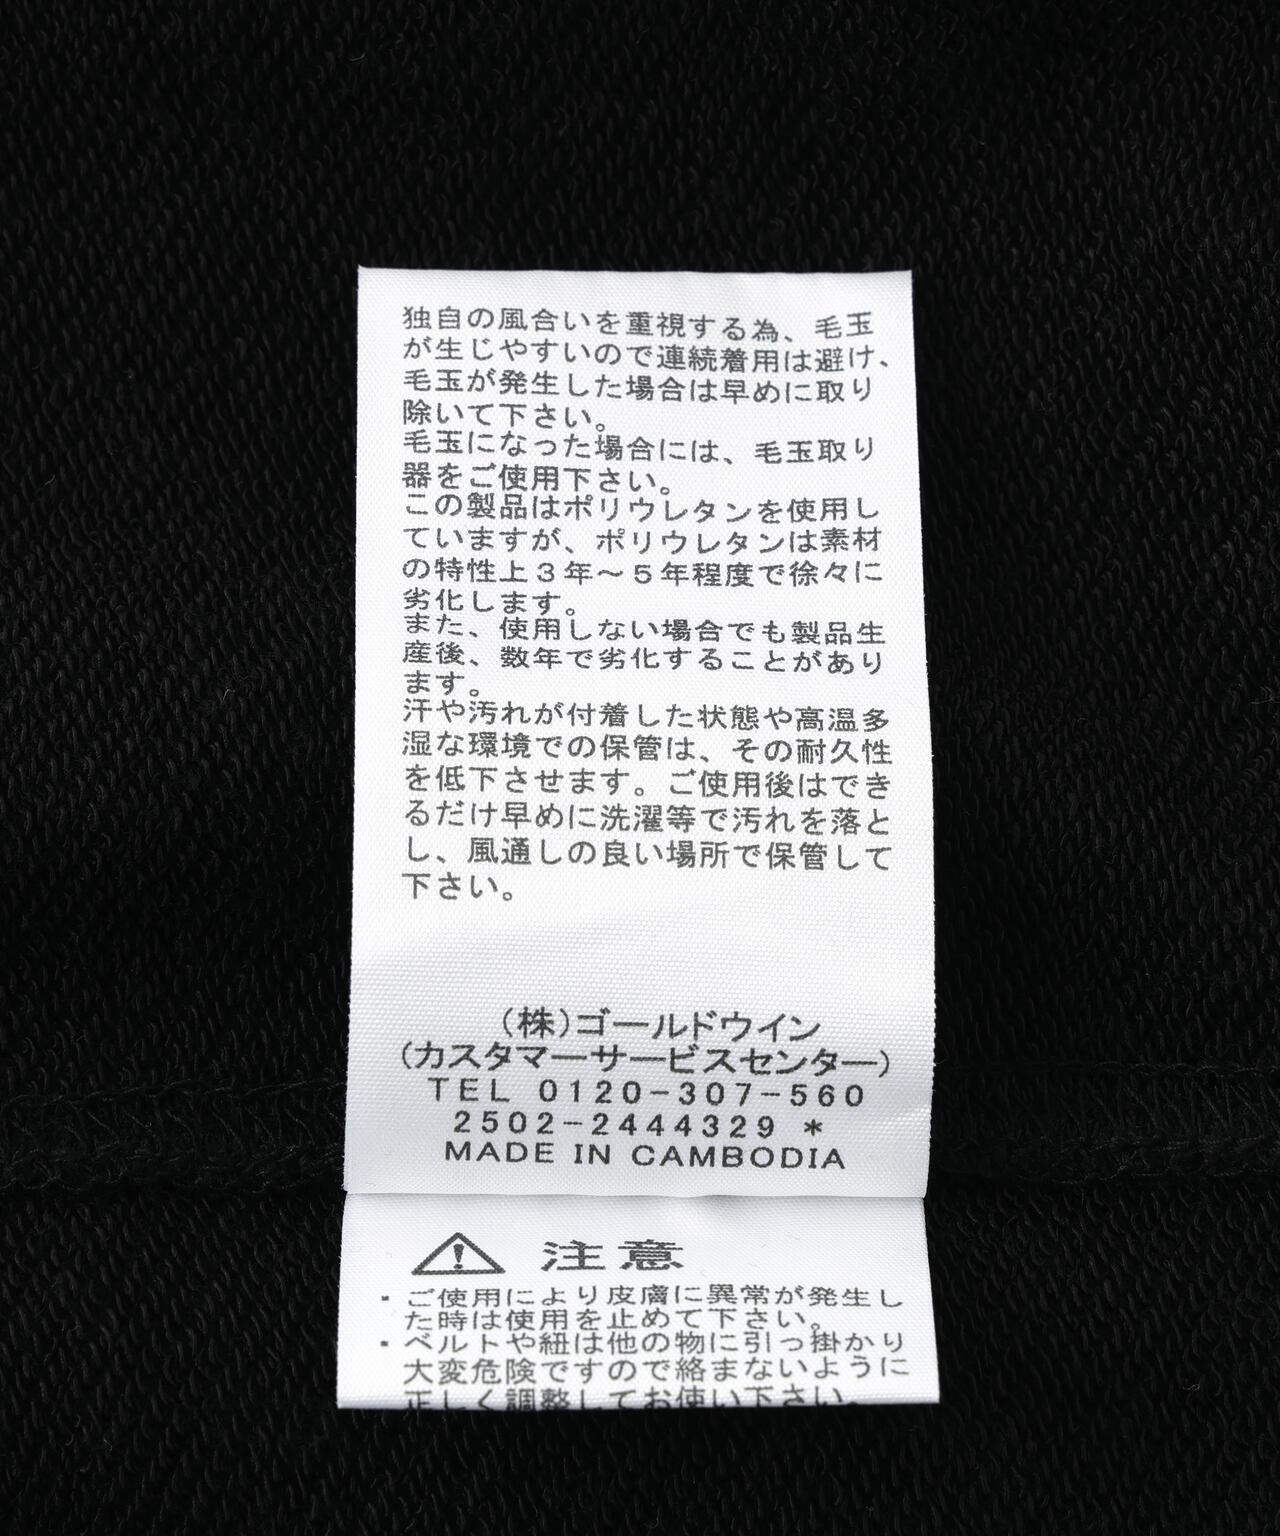 独自の風合いを重視する為、毛玉
が生じやすいので連続着用は避け、
毛玉が発生した場合は早めに取り
除いて下さい。
毛玉になった場合には、毛玉取り
器をご使用下さい。
この製品はポリウレタンを使用し
ていますが、ポリウレタンは素材
の特性上3年～5年程度で徐々に
劣化します。
また、使用しない場合でも製品生
産後、数年で劣化することがあり
ます。
汗や汚れが付着した状態や高温多
湿な環境での保管は、その耐久性
を低下させます。ご使用後はでき
るだけ早めに洗濯等で汚れを落と
し、風通しの良い場所で保管して
下さい。
(株)ゴールドウイン
(カスタマーサービスセンター)
TEL 0120-307-560
2502-2444329 *
MADE IN CAMBODIA
注意
・ご使用により皮膚に異常が発生し
た時は使用を止めて下さい。
・ベルトや紐は他の物に引っ掛かり
大変危険ですので絡まないように
正しく調整してお使い下さい。